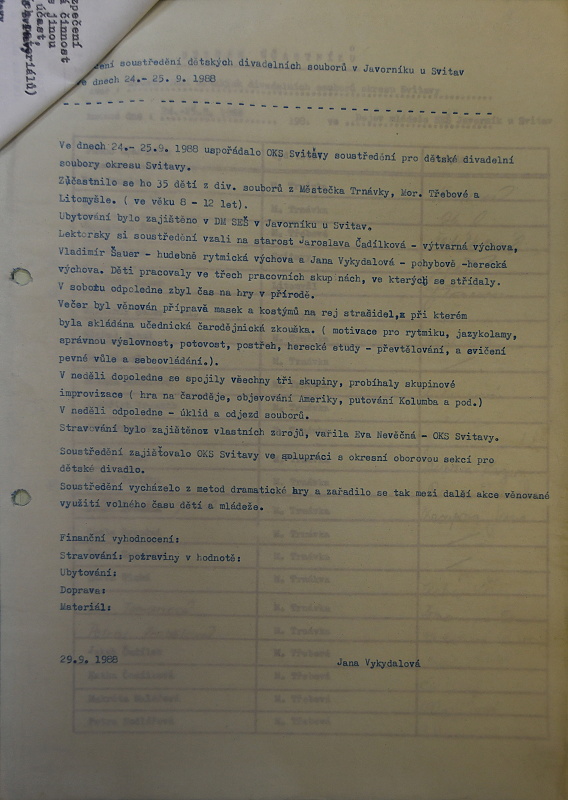 zpečení
činnost
jinou
účast,
materiálů)
soustředění dětských divadelních souborů v Javorníku u Svitav
ve dnech 24.- 25. 9. 1988
Ve dnech 24.- 25.9. 1988 uspořádalo OKS Svitavy soustředění pro dětské divadelní
soubory okresu Svitavy.
Zúčastnilo se ho 35 dětí z div. souborů z Městečka Trnávky, Mor. Třebové a
Litomyšle. ( ve věku 8 - 12 let).
Ubytování bylo zajištěno v DM SEŠ v Javorníku u Svitav.
Lektorsky si soustředění vzali na starost Jaroslava Čadílková - výtvarná výchova,
Vladimír Šauer - hudebně rytmická výchova a Jana Vykydalová - pohybově -herecká
výchova. Děti pracovaly ve třech pracovních skupinách, ve kterých se střídaly.
V sobotu odpoledne zbyl čas na hry v přírodě.
Večer byl věnován přípravě masek a kostýmů na rej strašidel,z při kterém
byla skládána učednická čarodějnická zkouška. ( motivace pro rytmiku, jazykolamy,
správnou výslovnost, potovost, postřeh, herecké etudy - převtělování, a cvičení
pevné vůle a sebeovládání.).
V neděli dopoledne se spojily všechny tři skupiny, probíhaly skupinové
improvizace ( hra na čaroděje, objevování Ameriky, putování Kolumba a pod.)
V neděli odpoledne - úklid a odjezd souborů.
Stravování bylo zajištěnoz vlastních zdrojů, vařila Eva Nevěčná - OKS Svitavy.
Soustředění zajišťovalo OKS Svitavy ve spolupráci s okresní oborovou sekcí pro
dětské divadlo.
Soustředění vycházelo z metod dramatické hry a zařadilo se tak mezi další akce věnované
využití volného času dětí a mládeže.
Finanční vyhodnocení:
Stravování: potraviny v hodnotě:
Ubytování:
Doprava:
Materiál:
29.9. 1988 Jana Vykydalová